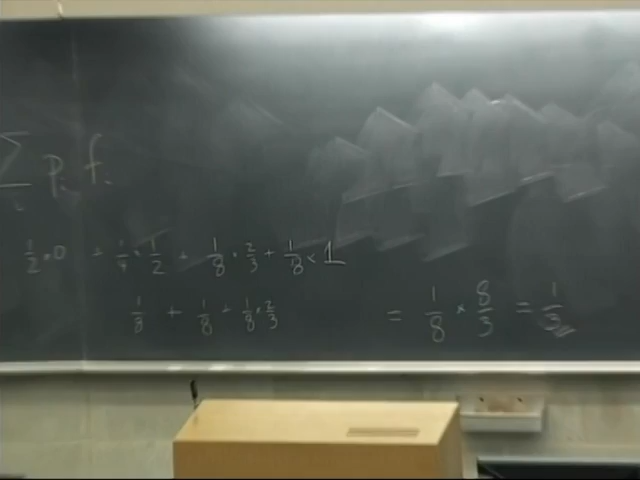 ∑ pᵢ fᵢ
1/2 × 0 + 1/4 × 1/2 + 1/8 × 2/3 + 1/8 × 1
1/8 + 1/8 + 1/8 × 2/3 = 1/8 × 8/3 = 1/3